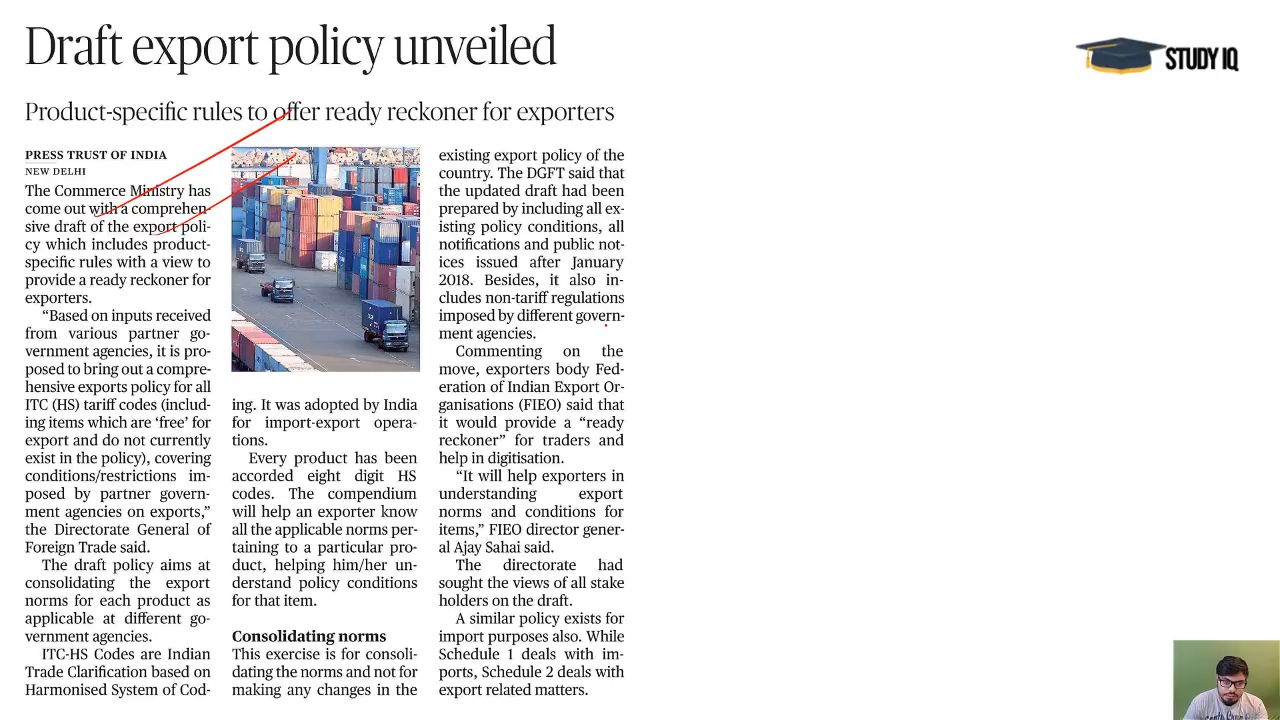 Draft export policy unveiled
STUDY IQ
Product-specific rules to offer ready reckoner for exporters
PRESS TRUST OF INDIA
NEW DELHI
The Commerce Ministry has
come out with a comprehen-
sive draft of the export poli-
cy which includes product-
specific rules with a view to
provide a ready reckoner for
exporters.
“Based on inputs received
from various partner go-
vernment agencies, it is pro-
posed to bring out a compre-
hensive exports policy for all
ITC (HS) tariff codes (includ-
ing items which are ‘free’ for
export and do not currently
exist in the policy), covering
conditions/restrictions im-
posed by partner govern-
ment agencies on exports,”
the Directorate General of
Foreign Trade said.
The draft policy aims at
consolidating the export
norms for each product as
applicable at different go-
vernment agencies.
ITC-HS Codes are Indian
Trade Clarification based on
Harmonised System of Cod-
ing. It was adopted by India
for import-export opera-
tions.
Every product has been
accorded eight digit HS
codes. The compendium
will help an exporter know
all the applicable norms per-
taining to a particular pro-
duct, helping him/her un-
derstand policy conditions
for that item.
Consolidating norms
This exercise is for consoli-
dating the norms and not for
making any changes in the
existing export policy of the
country. The DGFT said that
the updated draft had been
prepared by including all ex-
isting policy conditions, all
notifications and public not-
ices issued after January
2018. Besides, it also in-
cludes non-tariff regulations
imposed by different govern-
ment agencies.
Commenting on the
move, exporters body Fed-
eration of Indian Export Or-
ganisations (FIEO) said that
it would provide a “ready
reckoner” for traders and
help in digitisation.
“It will help exporters in
understanding export
norms and conditions for
items,” FIEO director gener-
al Ajay Sahai said.
The directorate had
sought the views of all stake
holders on the draft.
A similar policy exists for
import purposes also. While
Schedule 1 deals with im-
ports, Schedule 2 deals with
export related matters.